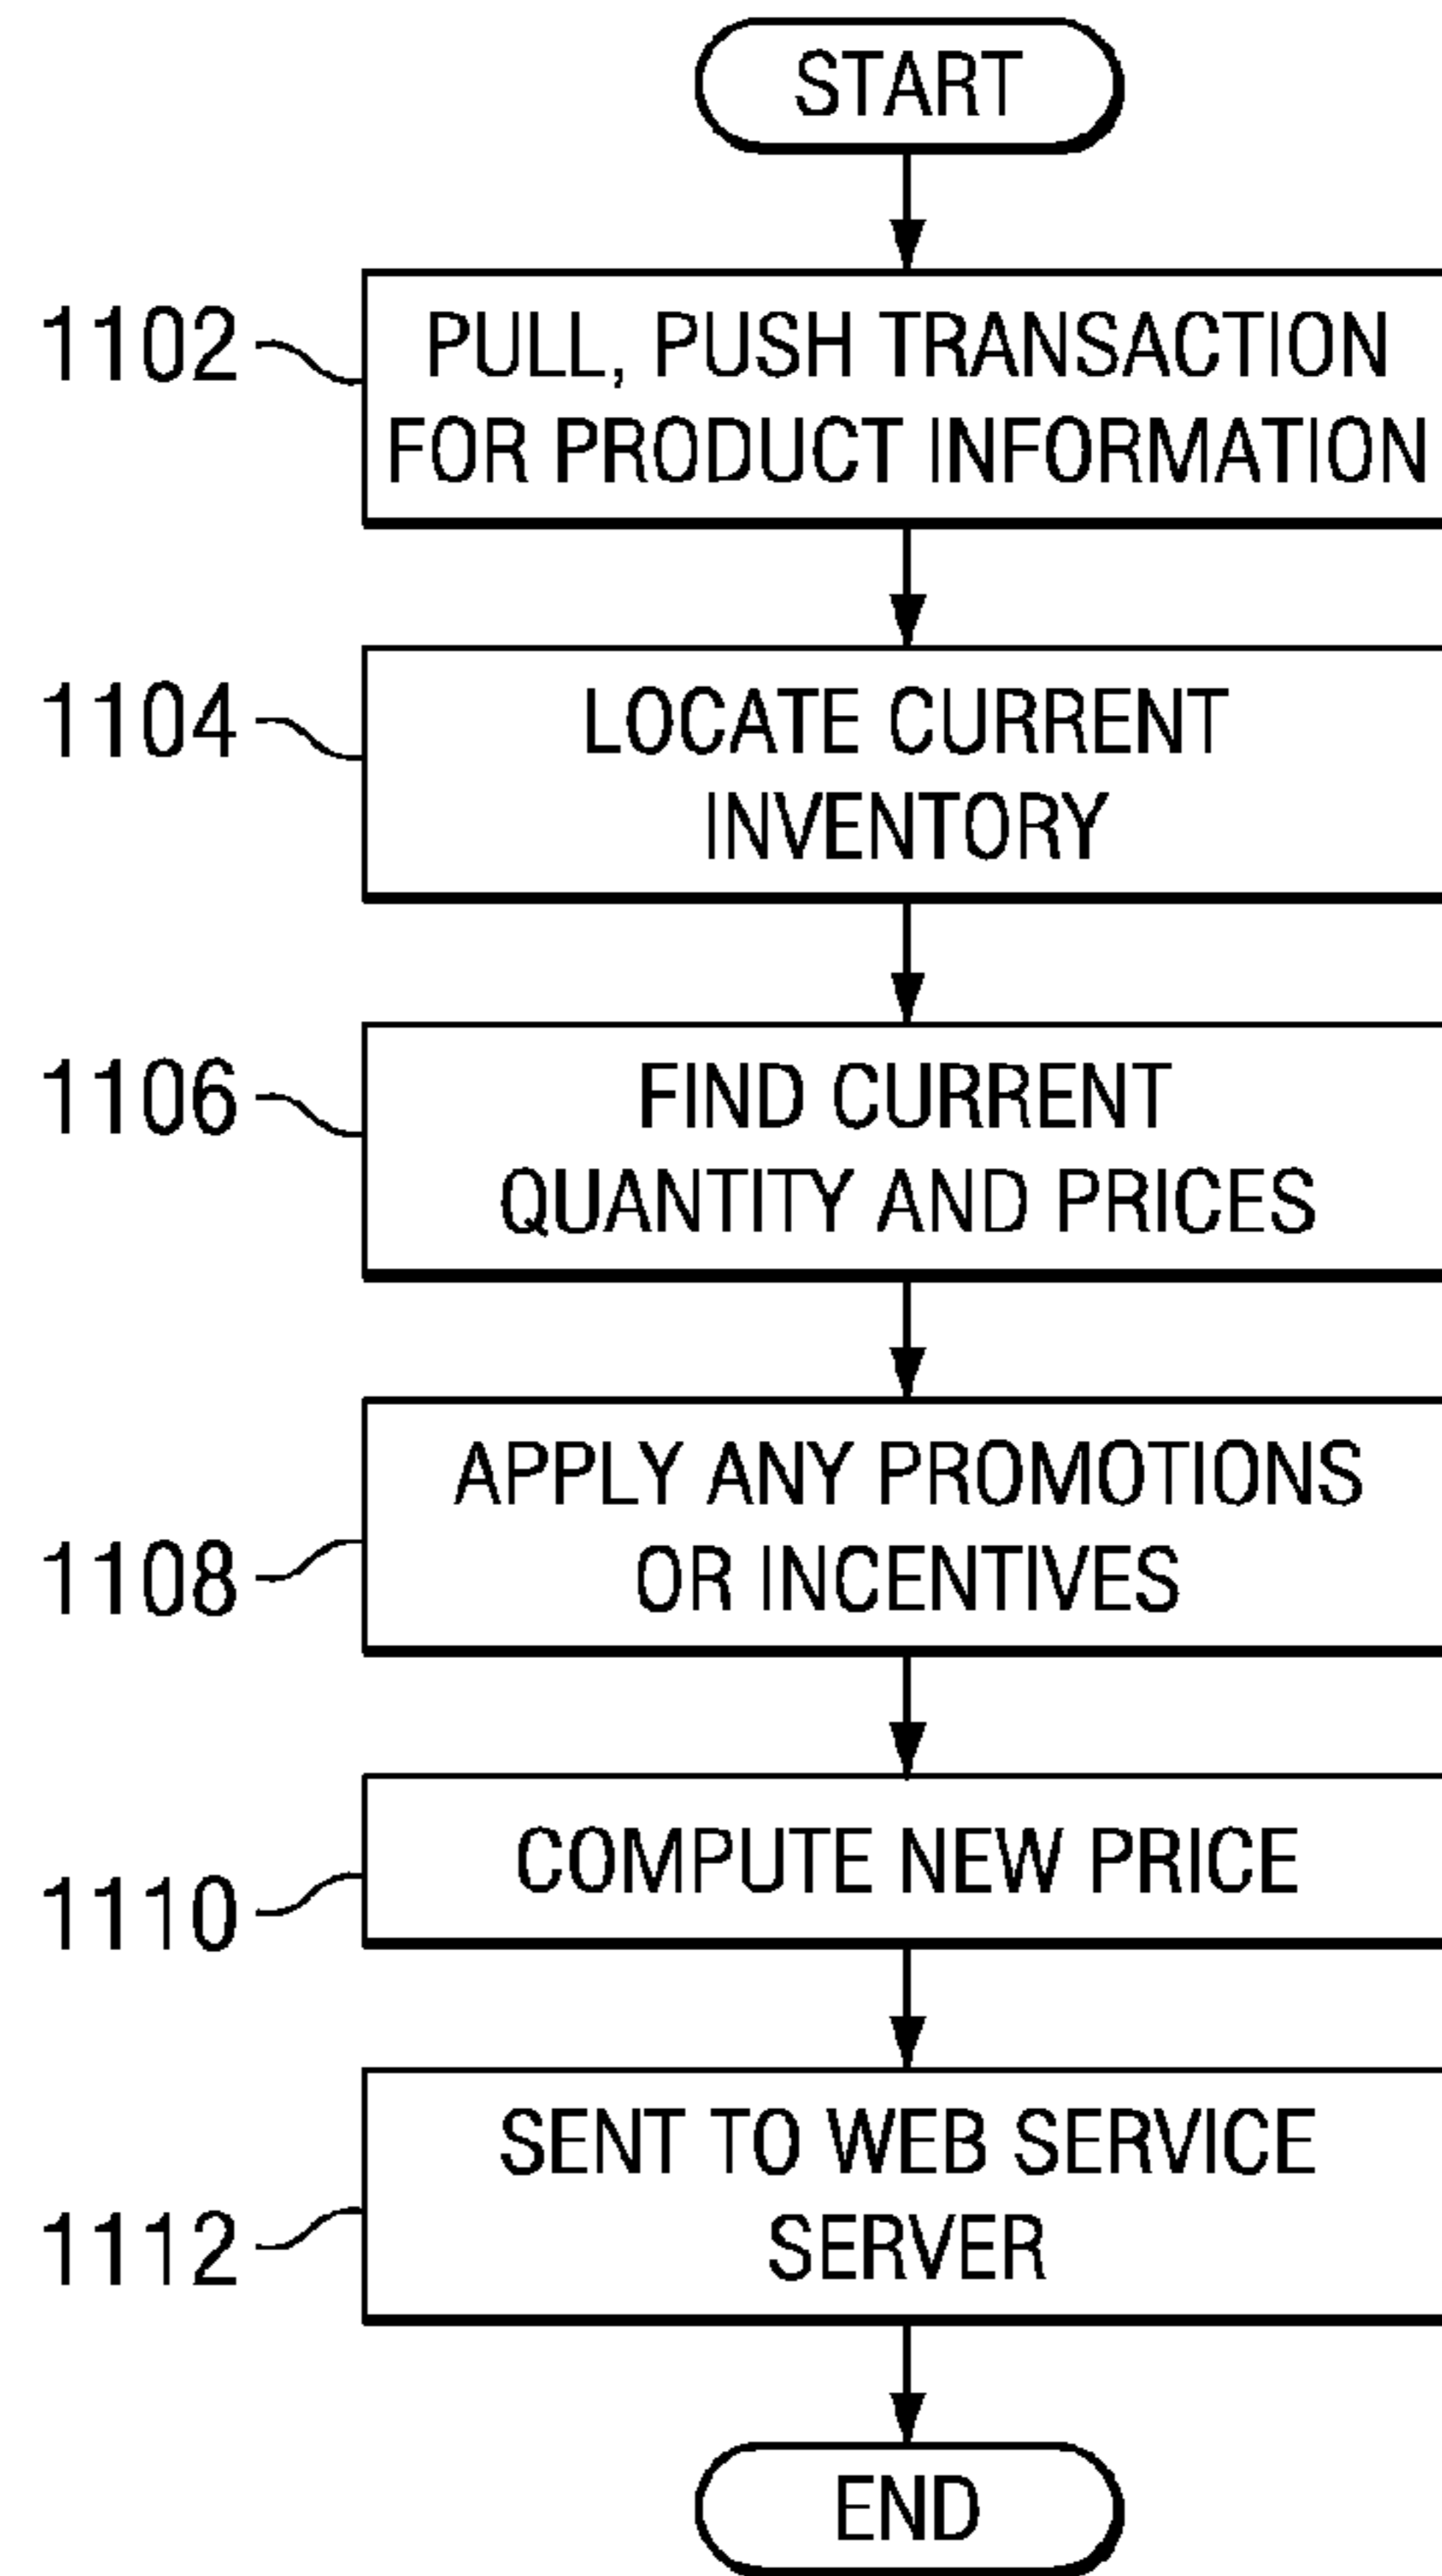 START
1102
PULL, PUSH TRANSACTION
FOR PRODUCT INFORMATION
1104
LOCATE CURRENT
INVENTORY
1106
FIND CURRENT
QUANTITY AND PRICES
1108
APPLY ANY PROMOTIONS
OR INCENTIVES
1110
COMPUTE NEW PRICE
1112
SENT TO WEB SERVICE
SERVER
END